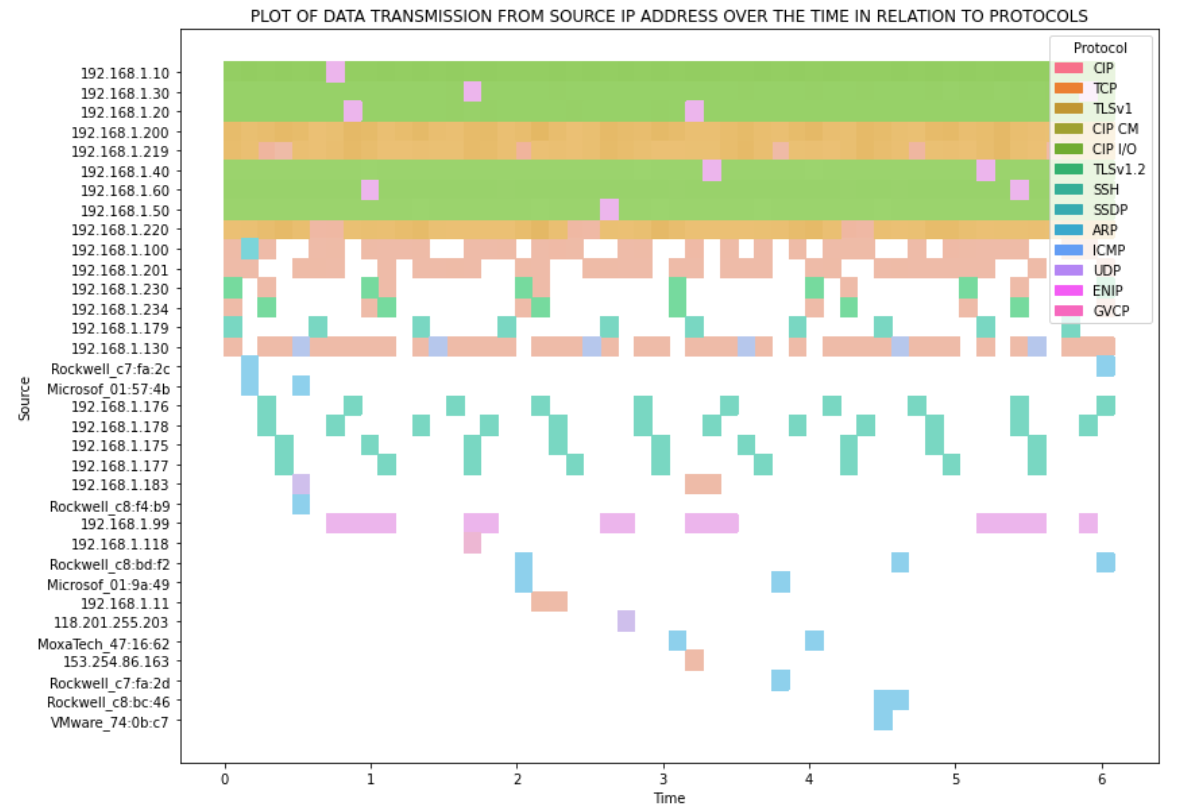 PLOT OF DATA TRANSMISSION FROM SOURCE IP ADDRESS OVER THE TIME IN RELATION TO PROTOCOLS
Protocol
CIP
TCP
TLSv1
CIP CM
CIP I/O
TLSv1.2
SSH
SSDP
ARP
ICMP
UDP
ENIP
GVCP
Source
192.168.1.10
192.168.1.30
192.168.1.20
192.168.1.200
192.168.1.219
192.168.1.40
192.168.1.60
192.168.1.50
192.168.1.220
192.168.1.100
192.168.1.201
192.168.1.230
192.168.1.234
192.168.1.179
192.168.1.130
Rockwell_c7:fa:2c
Microsof_01:57:4b
192.168.1.176
192.168.1.178
192.168.1.175
192.168.1.177
192.168.1.183
Rockwell_c8:f4:b9
192.168.1.99
192.168.1.118
Rockwell_c8:bd:f2
Microsof_01:9a:49
192.168.1.11
118.201.255.203
MoxaTech_47:16:62
153.254.86.163
Rockwell_c7:fa:2d
Rockwell_c8:bc:46
VMware_74:0b:c7
0 1 2 3 4 5 6
Time